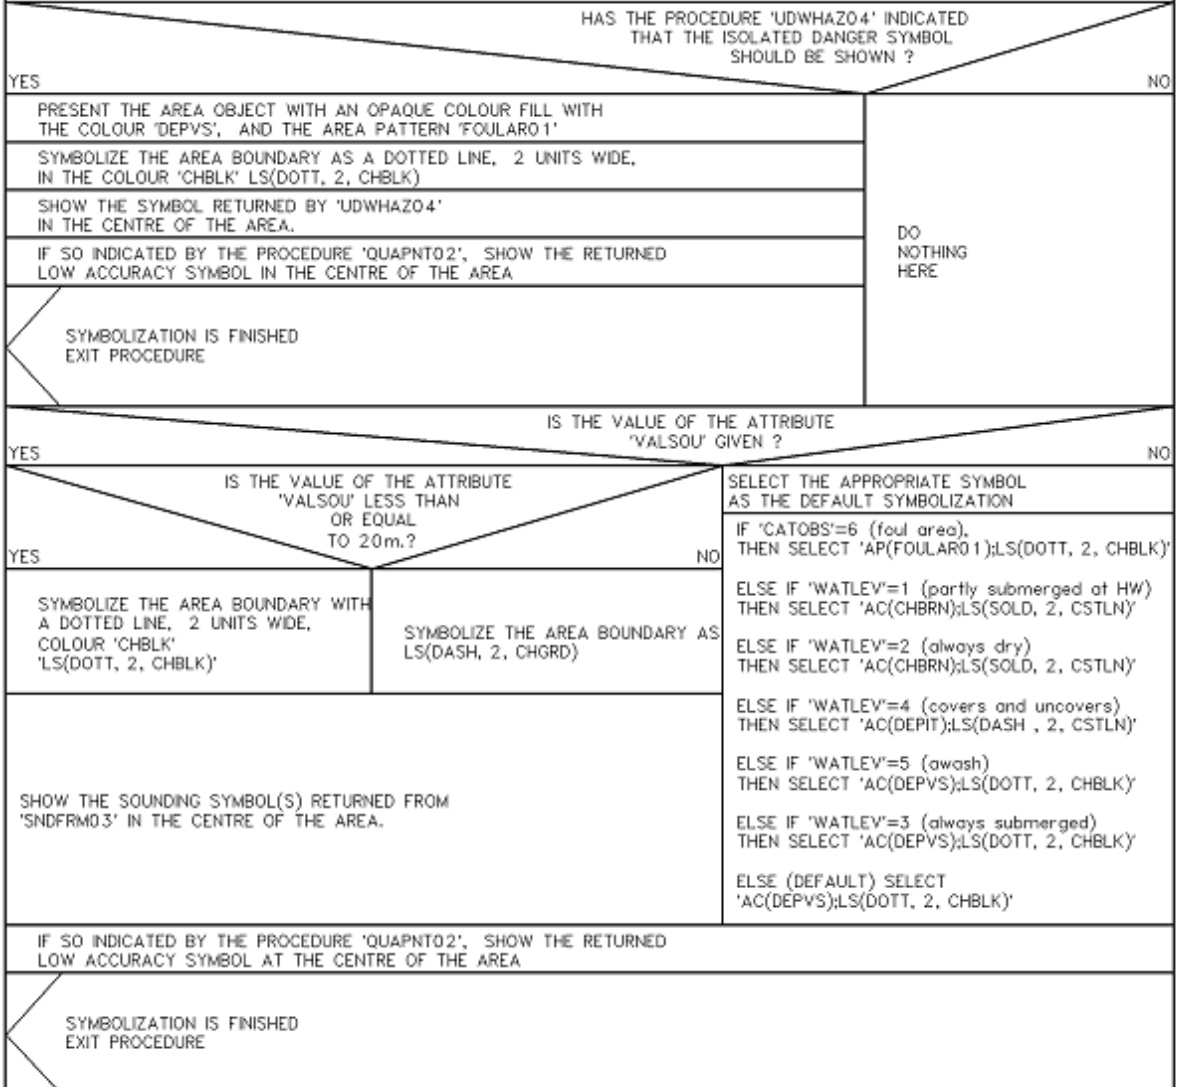 HAS THE PROCEDURE 'UDWHAZ04' INDICATED
THAT THE ISOLATED DANGER SYMBOL
SHOULD BE SHOWN ?
YES
NO
PRESENT THE AREA OBJECT WITH AN OPAQUE COLOUR FILL WITH
THE COLOUR 'DEPVS', AND THE AREA PATTERN 'FOULAR01'
SYMBOLIZE THE AREA BOUNDARY AS A DOTTED LINE, 2 UNITS WIDE,
IN THE COLOUR 'CHBLK' LS(DOTT, 2, CHBLK)
SHOW THE SYMBOL RETURNED BY 'UDWHAZ04'
IN THE CENTRE OF THE AREA.
IF SO INDICATED BY THE PROCEDURE 'QUAPNT02', SHOW THE RETURNED
LOW ACCURACY SYMBOL IN THE CENTRE OF THE AREA
DO
NOTHING
HERE
SYMBOLIZATION IS FINISHED
EXIT PROCEDURE
IS THE VALUE OF THE ATTRIBUTE
'VALSOU' GIVEN ?
YES
NO
IS THE VALUE OF THE ATTRIBUTE
'VALSOU' LESS THAN
OR EQUAL
TO 20m.?
YES
NO
SYMBOLIZE THE AREA BOUNDARY WITH
A DOTTED LINE, 2 UNITS WIDE,
COLOUR 'CHBLK'
'LS(DOTT, 2, CHBLK)'
SYMBOLIZE THE AREA BOUNDARY AS
LS(DASH, 2, CHGRD)
SHOW THE SOUNDING SYMBOL(S) RETURNED FROM
'SNDFRM03' IN THE CENTRE OF THE AREA.
SELECT THE APPROPRIATE SYMBOL
AS THE DEFAULT SYMBOLIZATION
IF 'CATOBS'=6 (foul area),
THEN SELECT 'AP(FOULAR01);LS(DOTT, 2, CHBLK)'
ELSE IF 'WATLEV'=1 (partly submerged at HW)
THEN SELECT 'AC(CHBRN);LS(SOLD, 2, CSTLN)'
ELSE IF 'WATLEV'=2 (always dry)
THEN SELECT 'AC(CHBRN);LS(SOLD, 2, CSTLN)'
ELSE IF 'WATLEV'=4 (covers and uncovers)
THEN SELECT 'AC(DEPIT);LS(DASH , 2, CSTLN)'
ELSE IF 'WATLEV'=5 (awash)
THEN SELECT 'AC(DEPVS);LS(DOTT, 2, CHBLK)'
ELSE IF 'WATLEV'=3 (always submerged)
THEN SELECT 'AC(DEPVS);LS(DOTT, 2, CHBLK)'
ELSE (DEFAULT) SELECT
'AC(DEPVS);LS(DOTT, 2, CHBLK)'
IF SO INDICATED BY THE PROCEDURE 'QUAPNT02', SHOW THE RETURNED
LOW ACCURACY SYMBOL AT THE CENTRE OF THE AREA
SYMBOLIZATION IS FINISHED
EXIT PROCEDURE